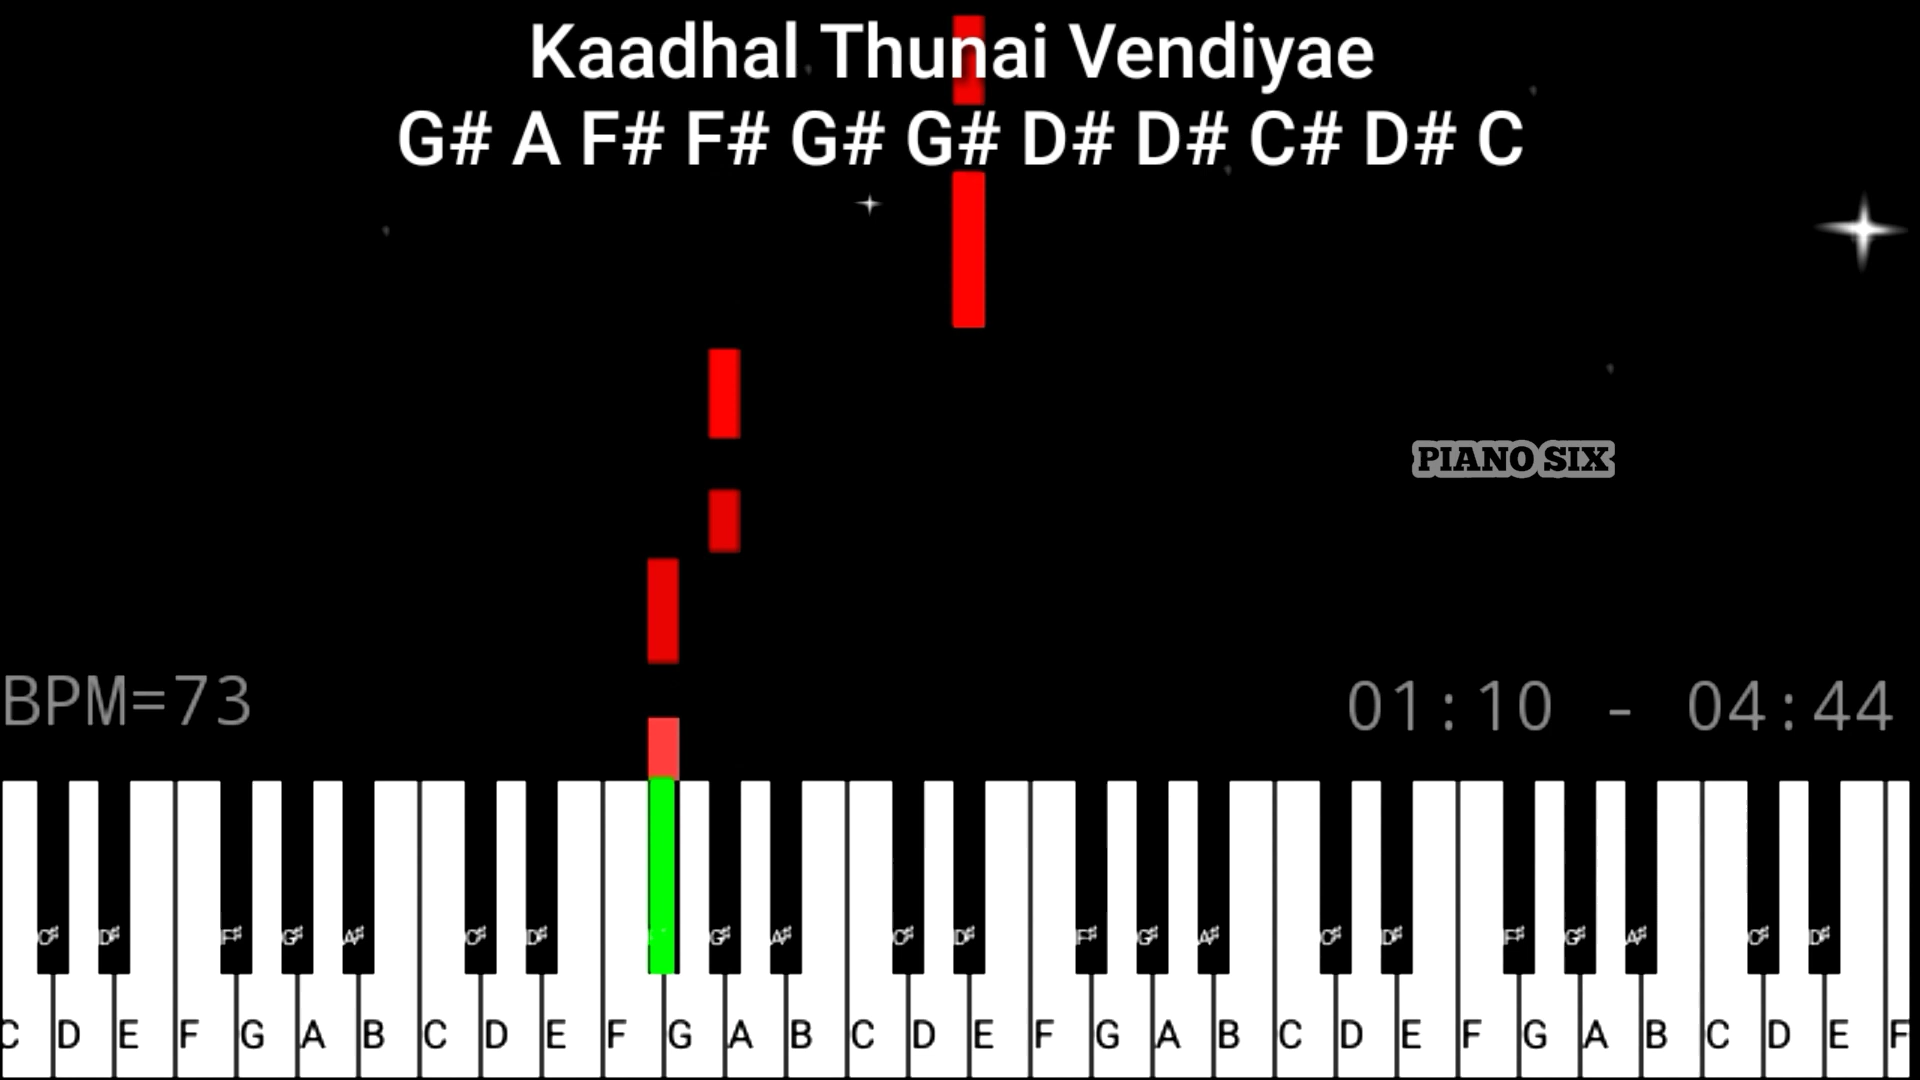 Kaadhal Thunai Vendiyae
G# A F# F# G# G# D# D# C# D# C
PIANO SIX
BPM=73
01:10 - 04:44
C# D# F# G# A# C# D# G# A# C# D# F# G# A# C# D# F# G# A# C# D#
C D E F G A B C D E F G A B C D E F G A B C D E F G A B C D E F